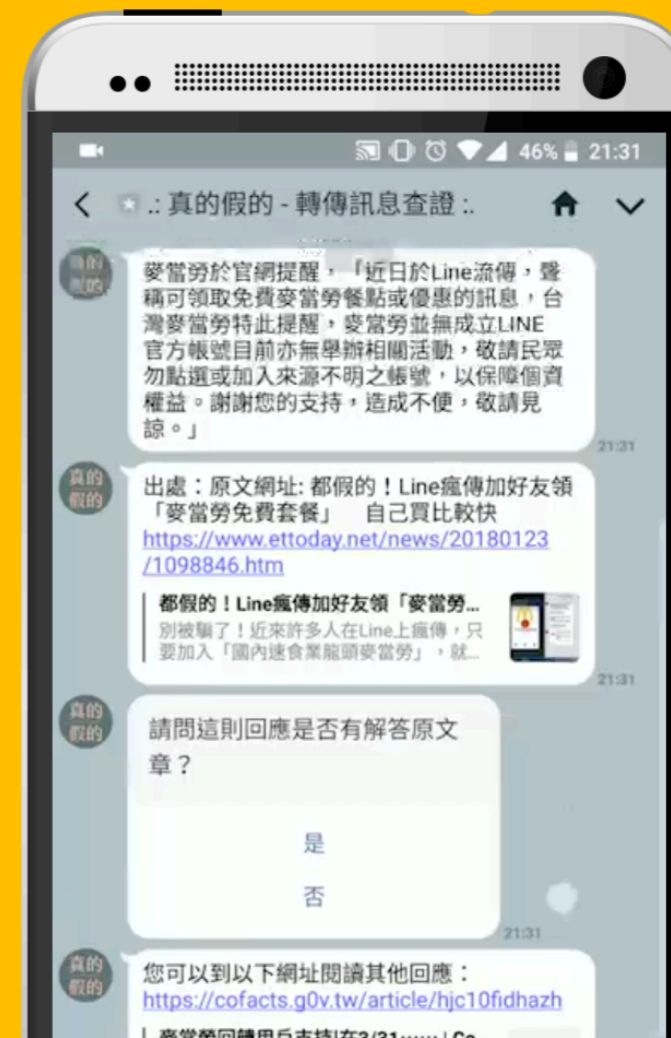 46% 21:31
.: 真的假的 - 轉傳訊息查證 :.
麥當勞於官網提醒，「近日於Line流傳，聲
稱可領取免費麥當勞餐點或優惠的訊息，台
灣麥當勞特此提醒，麥當勞並無成立LINE
官方帳號目前亦無舉辦相關活動，敬請民眾
勿點選或加入來源不明之帳號，以保障個資
權益。謝謝您的支持，造成不便，敬請見
諒。」
21:31
真的
假的
出處：原文網址: 都假的！Line瘋傳加好友領
「麥當勞免費套餐」 自己買比較快
https://www.ettoday.net/news/20180123
/1098846.htm
都假的！Line瘋傳加好友領「麥當勞...
別被騙了！近來許多人在Line上瘋傳，只
要加入「國內速食業龍頭麥當勞」，就...
21:31
真的
假的
請問這則回應是否有解答原文
章？
是
否
21:31
真的
假的
您可以到以下網址閱讀其他回應：
https://cofacts.g0v.tw/article/hjc10fidhazh